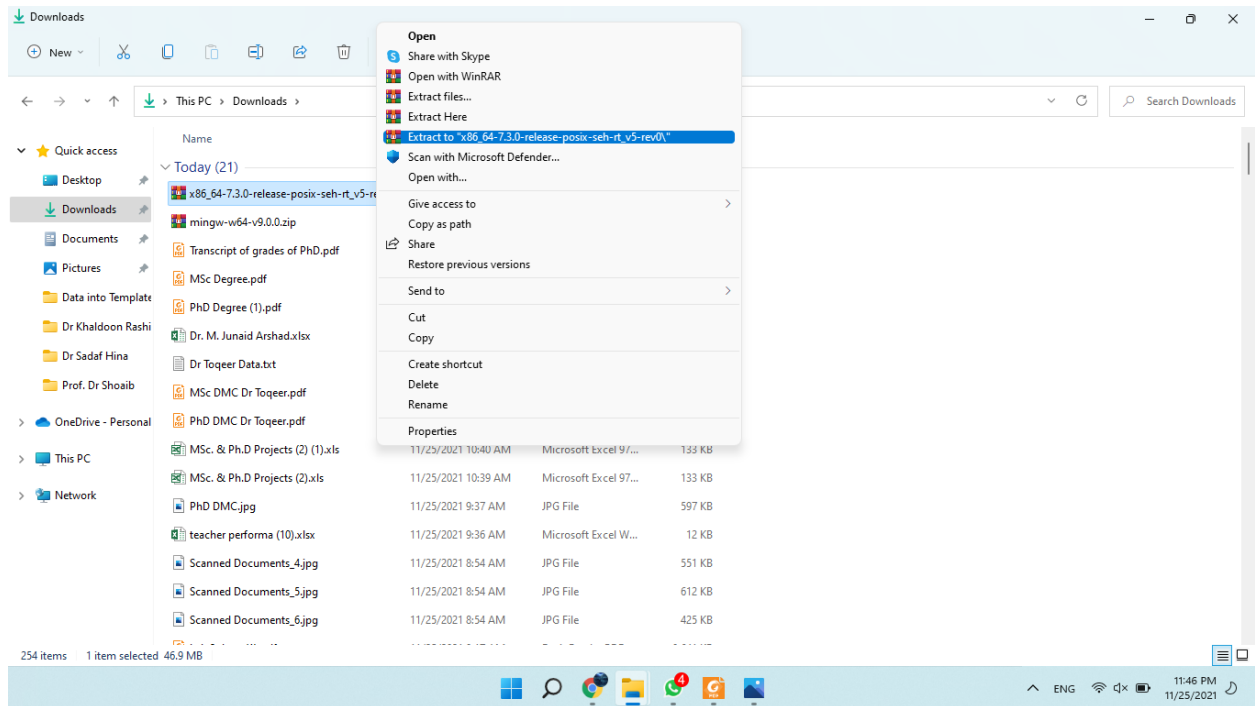 Downloads
New
This PC > Downloads >
Search Downloads
Open
Share with Skype
Open with WinRAR
Extract files...
Extract Here
Extract to "x86_64-7.3.0-release-posix-seh-rt_v5-rev0\"
Scan with Microsoft Defender...
Open with...
Give access to
Copy as path
Share
Restore previous versions
Send to
Cut
Copy
Create shortcut
Delete
Rename
Properties
Quick access
Desktop
Downloads
Documents
Pictures
Data into Template
Dr Khaldoon Rashi
Dr Sadaf Hina
Prof. Dr Shoaib
OneDrive - Personal
This PC
Network
Name
Today (21)
x86_64-7.3.0-release-posix-seh-rt_v5-re
mingw-w64-v9.0.0.zip
Transcript of grades of PhD.pdf
MSc Degree.pdf
PhD Degree (1).pdf
Dr. M. Junaid Arshad.xlsx
Dr Toqeer Data.txt
MSc DMC Dr Toqeer.pdf
PhD DMC Dr Toqeer.pdf
MSc. & Ph.D Projects (2) (1).xls 11/25/2021 10:40 AM Microsoft Excel 97... 133 KB
MSc. & Ph.D Projects (2).xls 11/25/2021 10:39 AM Microsoft Excel 97... 133 KB
PhD DMC.jpg 11/25/2021 9:37 AM JPG File 597 KB
teacher performa (10).xlsx 11/25/2021 9:36 AM Microsoft Excel W... 12 KB
Scanned Documents_4.jpg 11/25/2021 8:54 AM JPG File 551 KB
Scanned Documents_5.jpg 11/25/2021 8:54 AM JPG File 612 KB
Scanned Documents_6.jpg 11/25/2021 8:54 AM JPG File 425 KB
254 items 1 item selected 46.9 MB
4
ENG
11:46 PM
11/25/2021